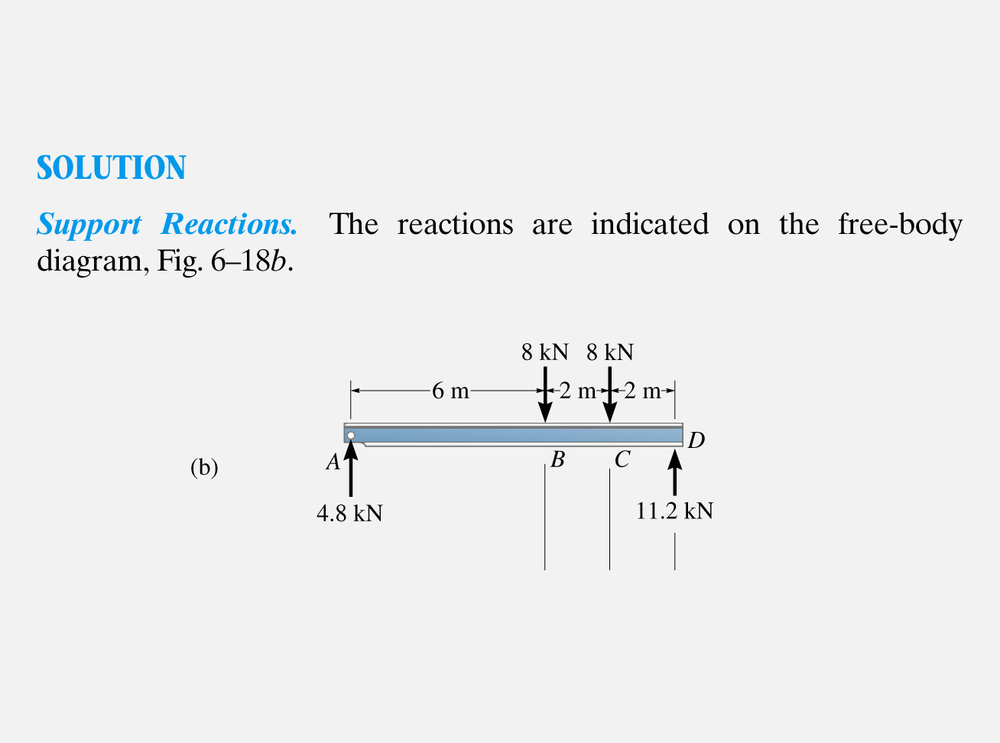 SOLUTION
Support Reactions. The reactions are indicated on the free-body
diagram, Fig. 6–18b.
8 kN 8 kN
6 m 2 m 2 m
D
A B C
(b)
4.8 kN 11.2 kN